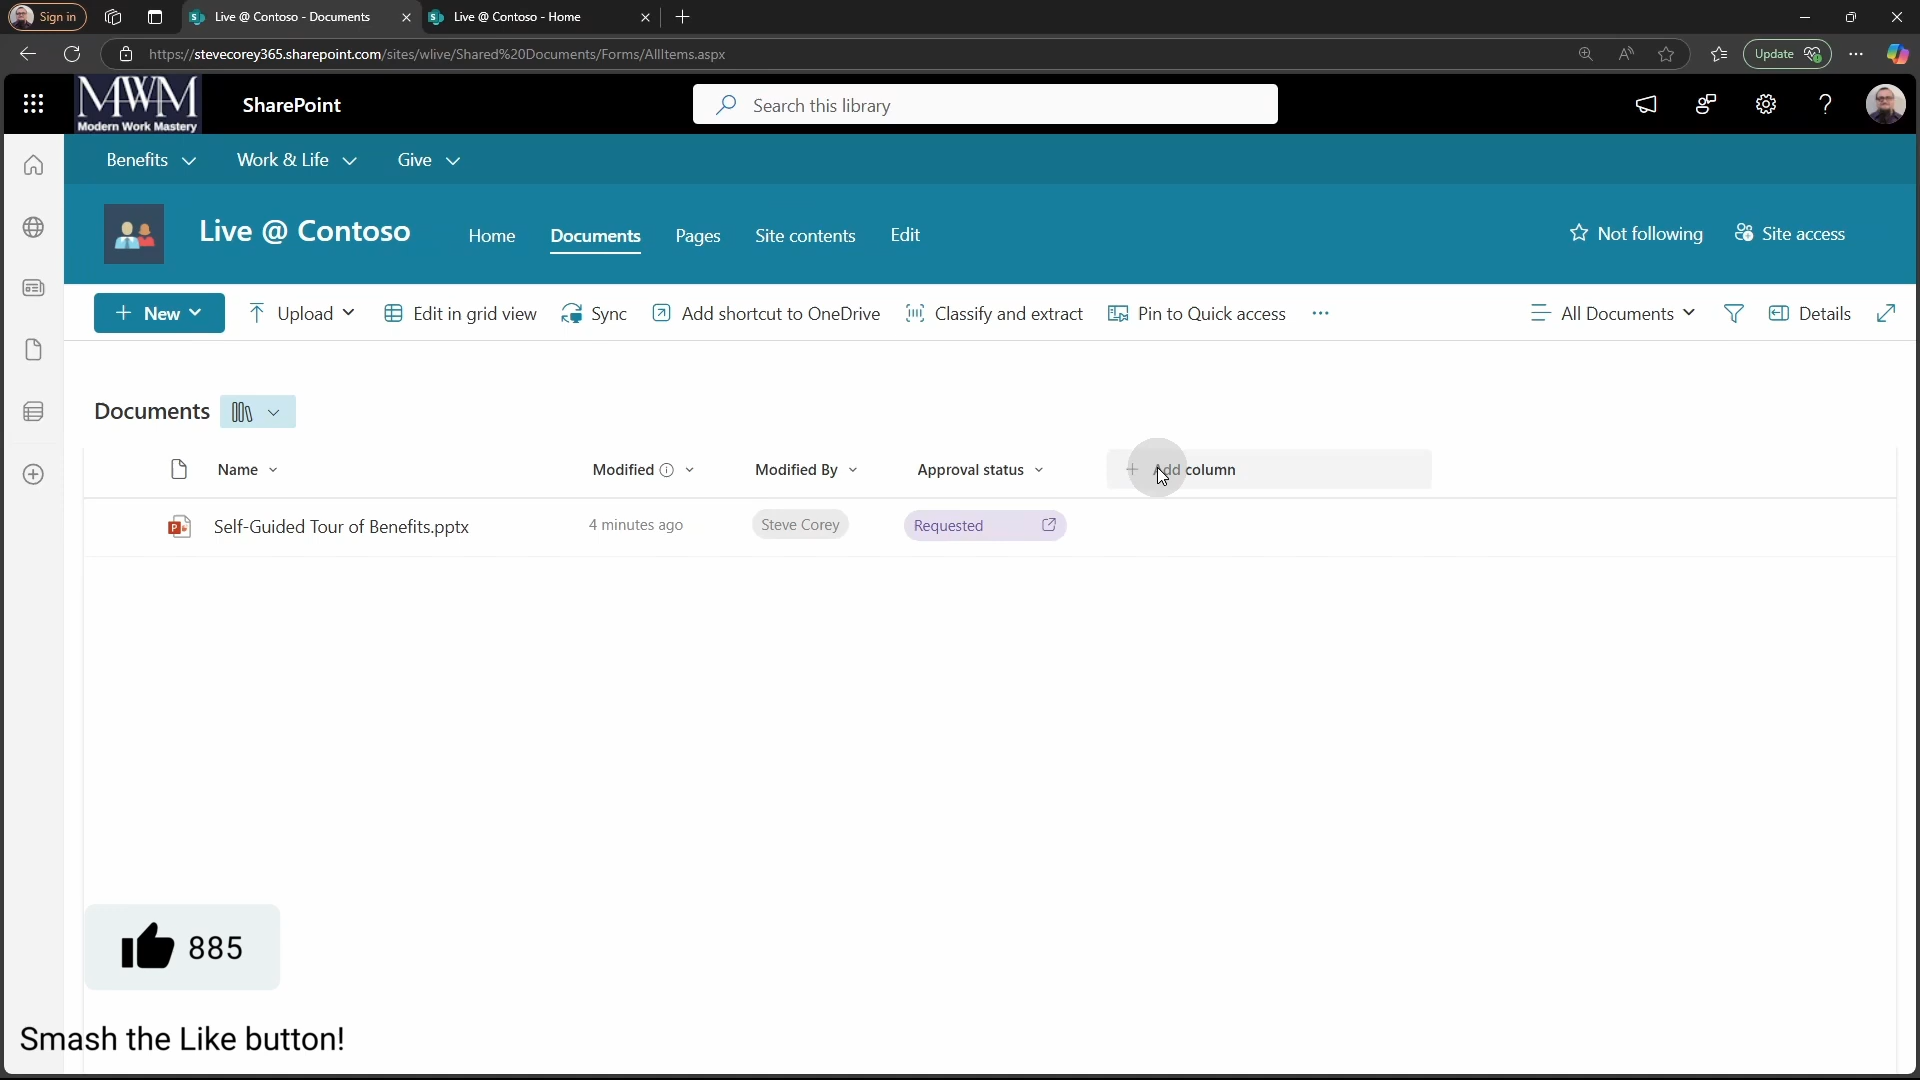 Sign in
Live @ Contoso - Documents
Live @ Contoso - Home
https://stevecorey365.sharepoint.com/sites/wlive/Shared%20Documents/Forms/AllItems.aspx
Update
MWM
Modern Work Mastery
SharePoint
Search this library
Benefits
Work & Life
Give
Live @ Contoso
Home
Documents
Pages
Site contents
Edit
Not following
Site access
New
Upload
Edit in grid view
Sync
Add shortcut to OneDrive
Classify and extract
Pin to Quick access
All Documents
Details
Documents
Name
Modified
Modified By
Approval status
Add column
Self-Guided Tour of Benefits.pptx
4 minutes ago
Steve Corey
Requested
885
Smash the Like button!